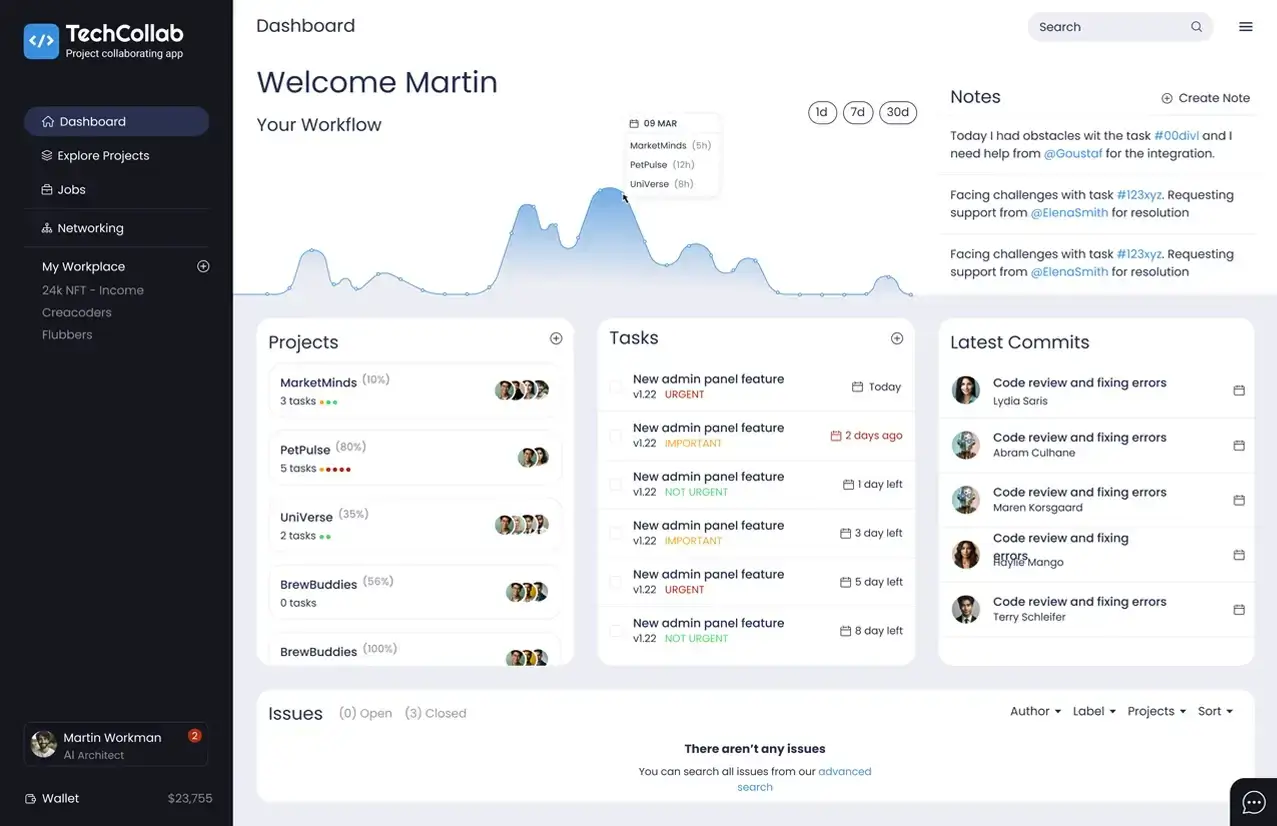 </>
TechCollab
Project collaborating app
Dashboard
Explore Projects
Jobs
Networking
My Workplace
24k NFT - Income
Creacoders
Flubbers
Martin Workman
2
AI Architect
Wallet
$23,755
Dashboard
Search
Welcome Martin
Your Workflow
1d
7d
30d
09 MAR
MarketMinds (5h)
PetPulse (12h)
UniVerse (8h)
Notes
Create Note
Today I had obstacles wit the task #00divl and I
need help from @Goustaf for the integration.
Facing challenges with task #123xyz. Requesting
support from @ElenaSmith for resolution
Facing challenges with task #123xyz. Requesting
support from @ElenaSmith for resolution
Projects
MarketMinds (10%)
3 tasks
PetPulse (80%)
5 tasks
UniVerse (35%)
2 tasks
BrewBuddies (56%)
0 tasks
BrewBuddies (100%)
Tasks
New admin panel feature
v1.22 URGENT
Today
New admin panel feature
v1.22 IMPORTANT
2 days ago
New admin panel feature
v1.22 NOT URGENT
1 day left
New admin panel feature
v1.22 IMPORTANT
3 day left
New admin panel feature
v1.22 URGENT
5 day left
New admin panel feature
v1.22 NOT URGENT
8 day left
Latest Commits
Code review and fixing errors
Lydia Saris
Code review and fixing errors
Abram Culhane
Code review and fixing errors
Maren Korsgaard
Code review and fixing
errors
Haylie Mango
Code review and fixing errors
Terry Schleifer
Issues (0) Open (3) Closed
Author Label Projects Sort
There aren't any issues
You can search all issues from our advanced
search